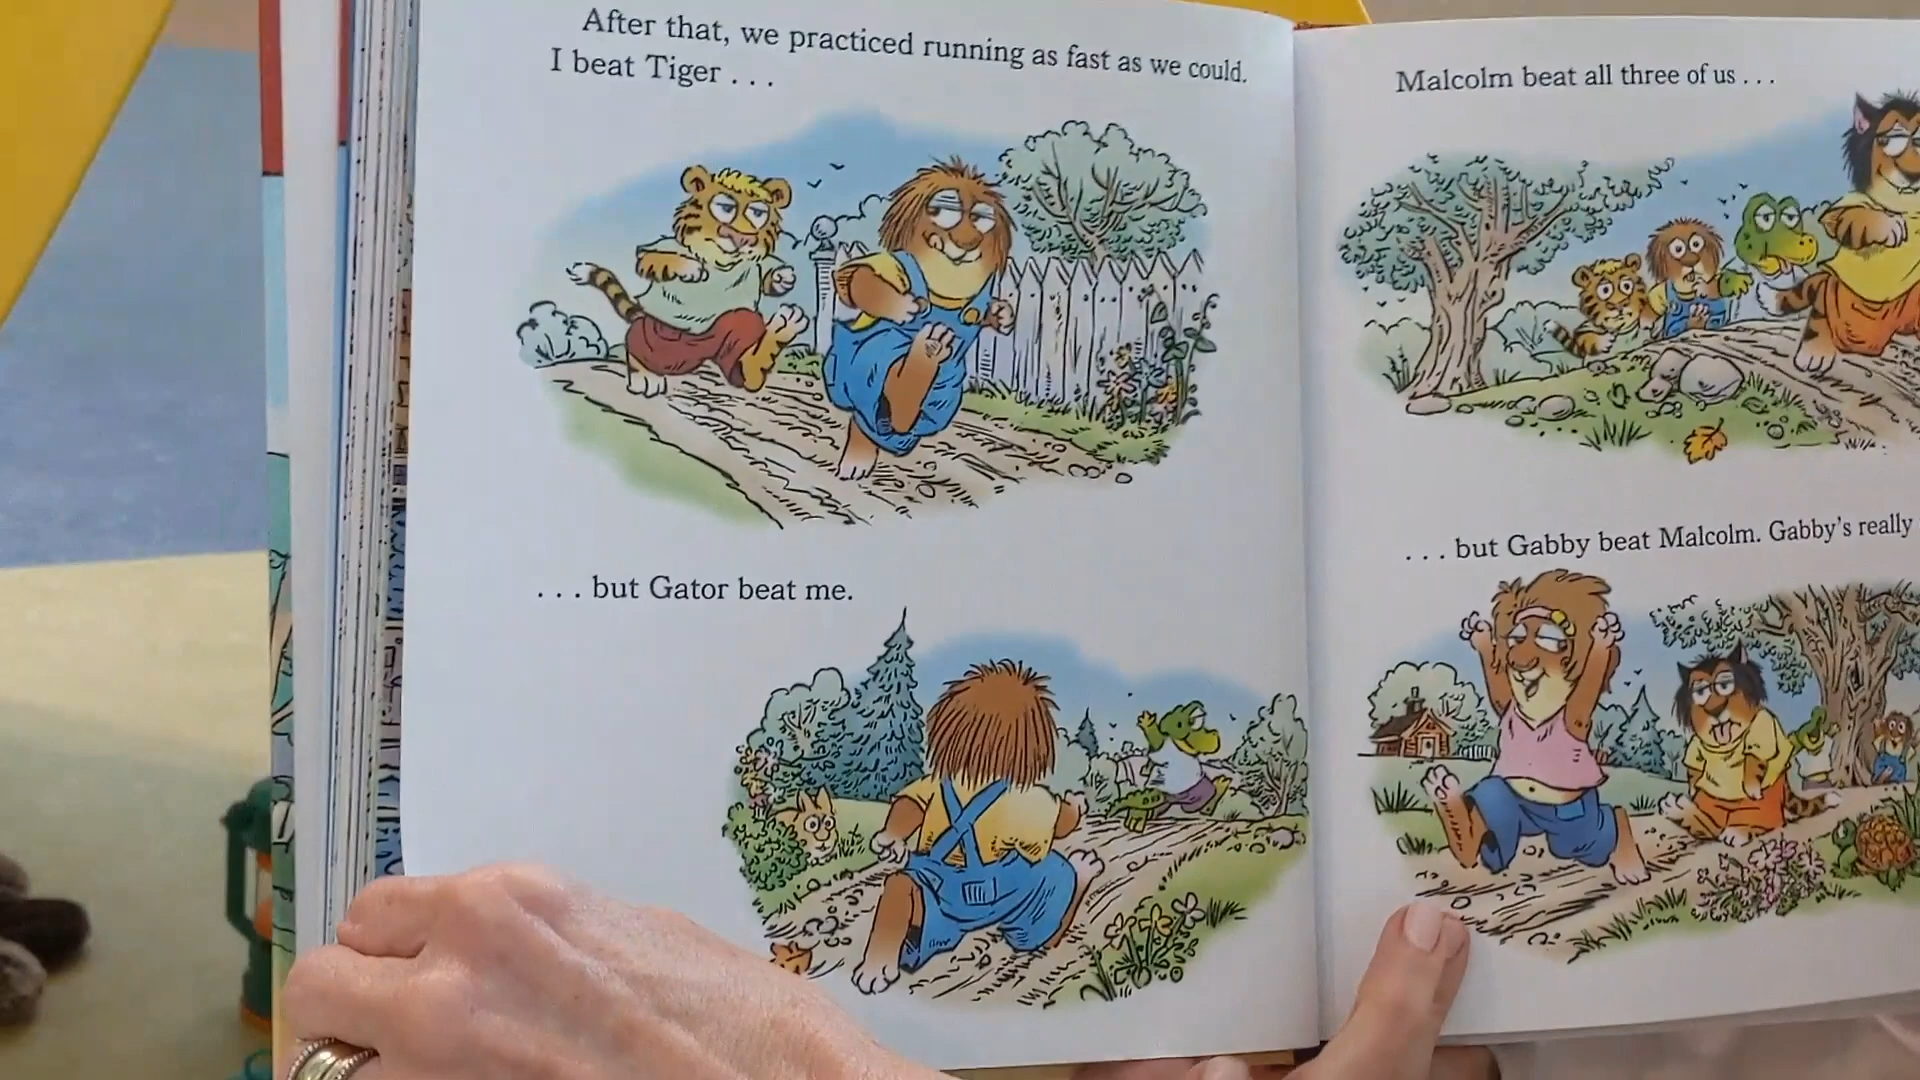 After that, we practiced running as fast as we could.
I beat Tiger . . .
. . . but Gator beat me.
Malcolm beat all three of us . . .
. . . but Gabby beat Malcolm. Gabby’s really